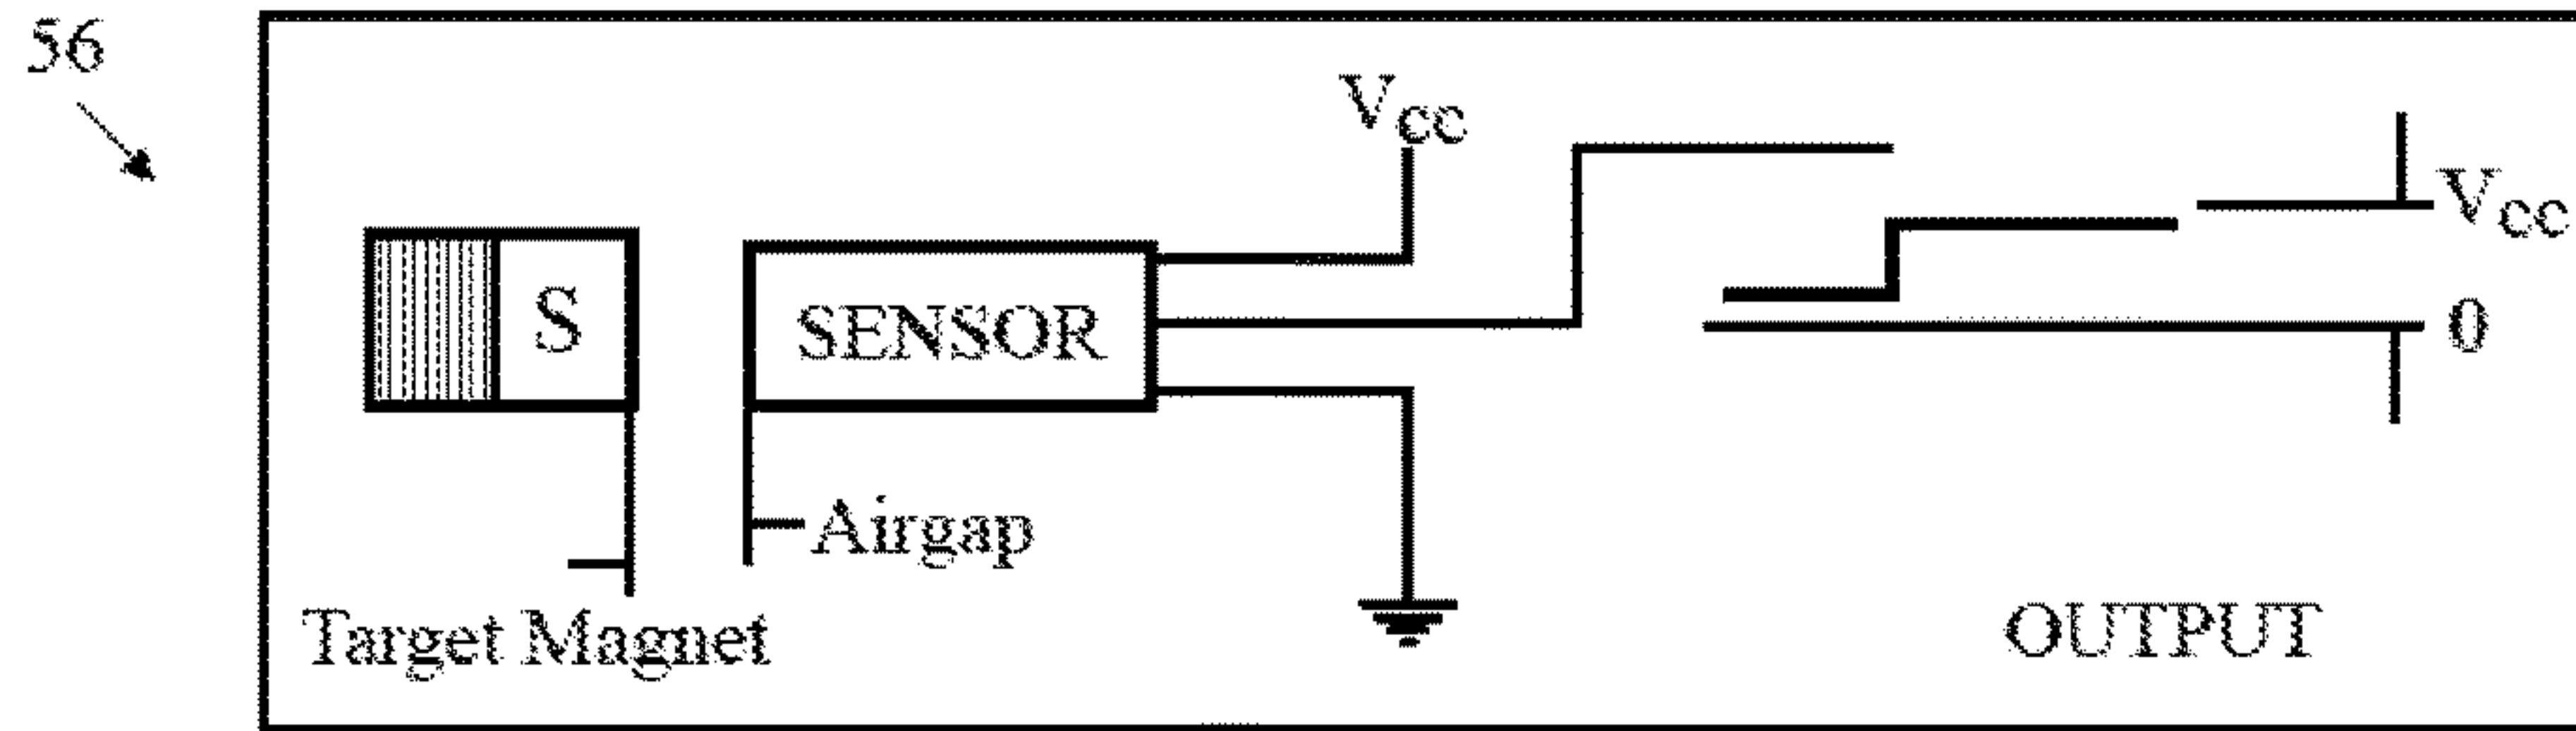 56
Vcc
Vcc
S
SENSOR
0
Airgap
Target Magnet
OUTPUT